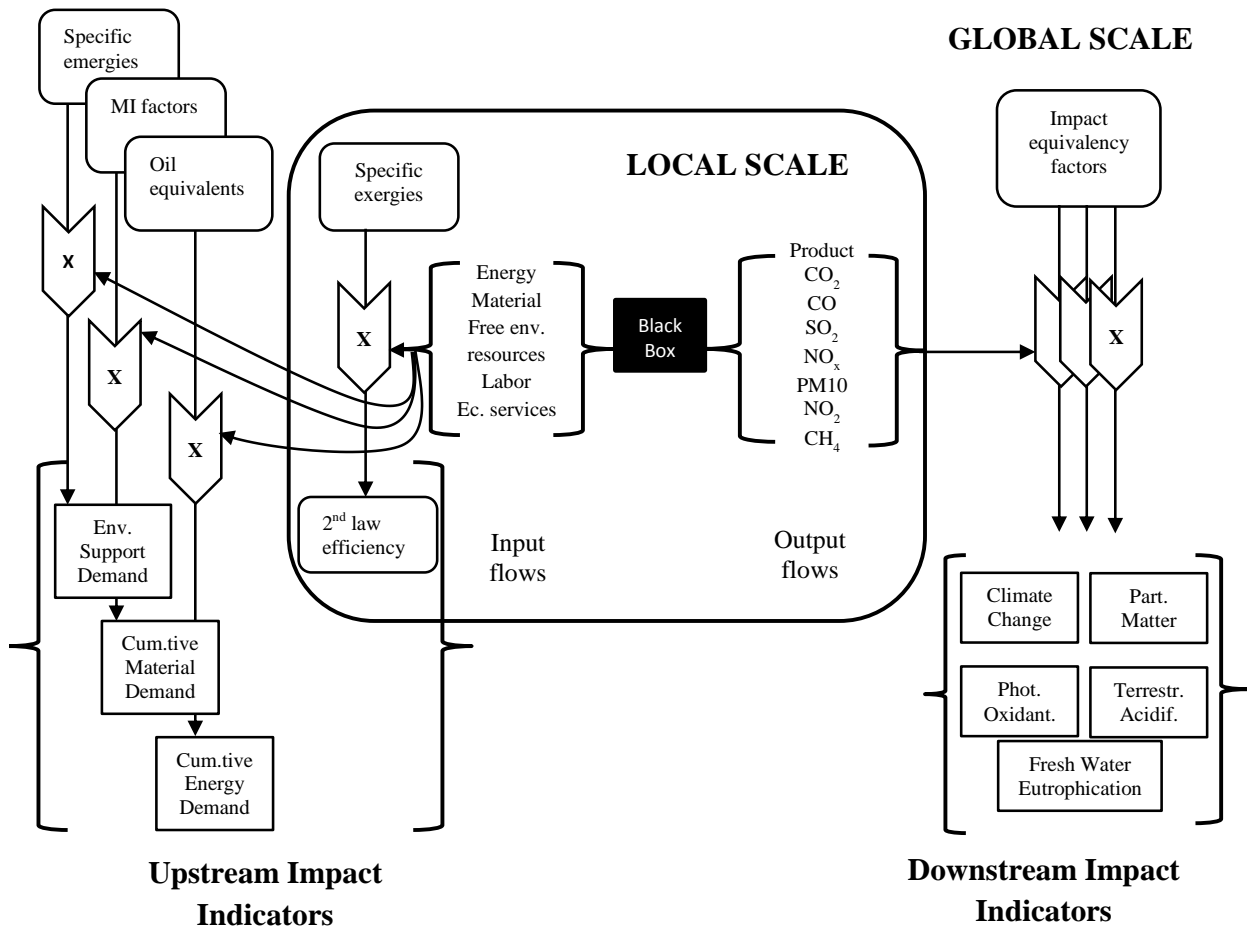 Specific
emergies
MI factors
Oil
equivalents
GLOBAL SCALE
Impact
equivalency
factors
LOCAL SCALE
Specific
exergies
X
X
X
X
X
Energy
Material
Free env.
resources
Labor
Ec. services
Black
Box
Product
CO2
CO
SO2
NOx
PM10
NO2
CH4
2nd law
efficiency
Input
flows
Output
flows
Env.
Support
Demand
Cum.tive
Material
Demand
Cum.tive
Energy
Demand
Climate
Change
Part.
Matter
Phot.
Oxidant.
Terrestr.
Acidif.
Fresh Water
Eutrophication
Upstream Impact
Indicators
Downstream Impact
Indicators